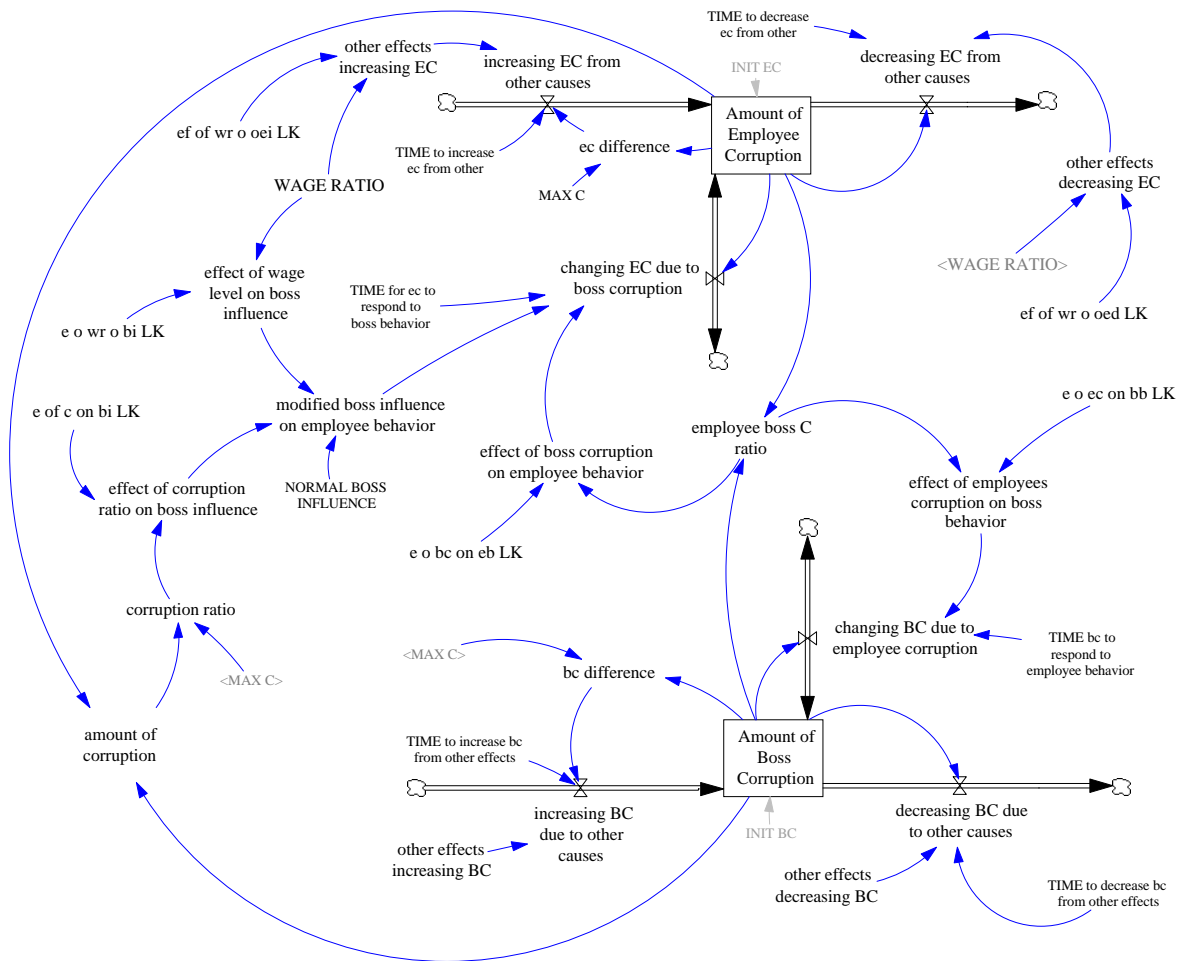 TIME to decrease
ec from other
other effects
increasing EC
increasing EC from
other causes
decreasing EC from
other causes
INIT EC
Amount of
Employee
Corruption
ef of wr o oei LK
TIME to increase
ec from other
ec difference
MAX C
other effects
decreasing EC
WAGE RATIO
<WAGE RATIO>
effect of wage
level on boss
influence
changing EC due to
boss corruption
TIME for ec to
respond to
boss behavior
ef of wr o oed LK
e o wr o bi LK
e of c on bi LK
modified boss influence
on employee behavior
employee boss C
ratio
e o ec on bb LK
effect of boss corruption
on employee behavior
effect of corruption
ratio on boss influence
NORMAL BOSS
INFLUENCE
effect of employees
corruption on boss
behavior
e o bc on eb LK
corruption ratio
changing BC due to
employee corruption
TIME bc to
respond to
employee behavior
<MAX C>
<MAX C>
bc difference
amount of
corruption
TIME to increase bc
from other effects
Amount of
Boss
Corruption
increasing BC
due to other
causes
INIT BC
decreasing BC due
to other causes
other effects
increasing BC
other effects
decreasing BC
TIME to decrease bc
from other effects